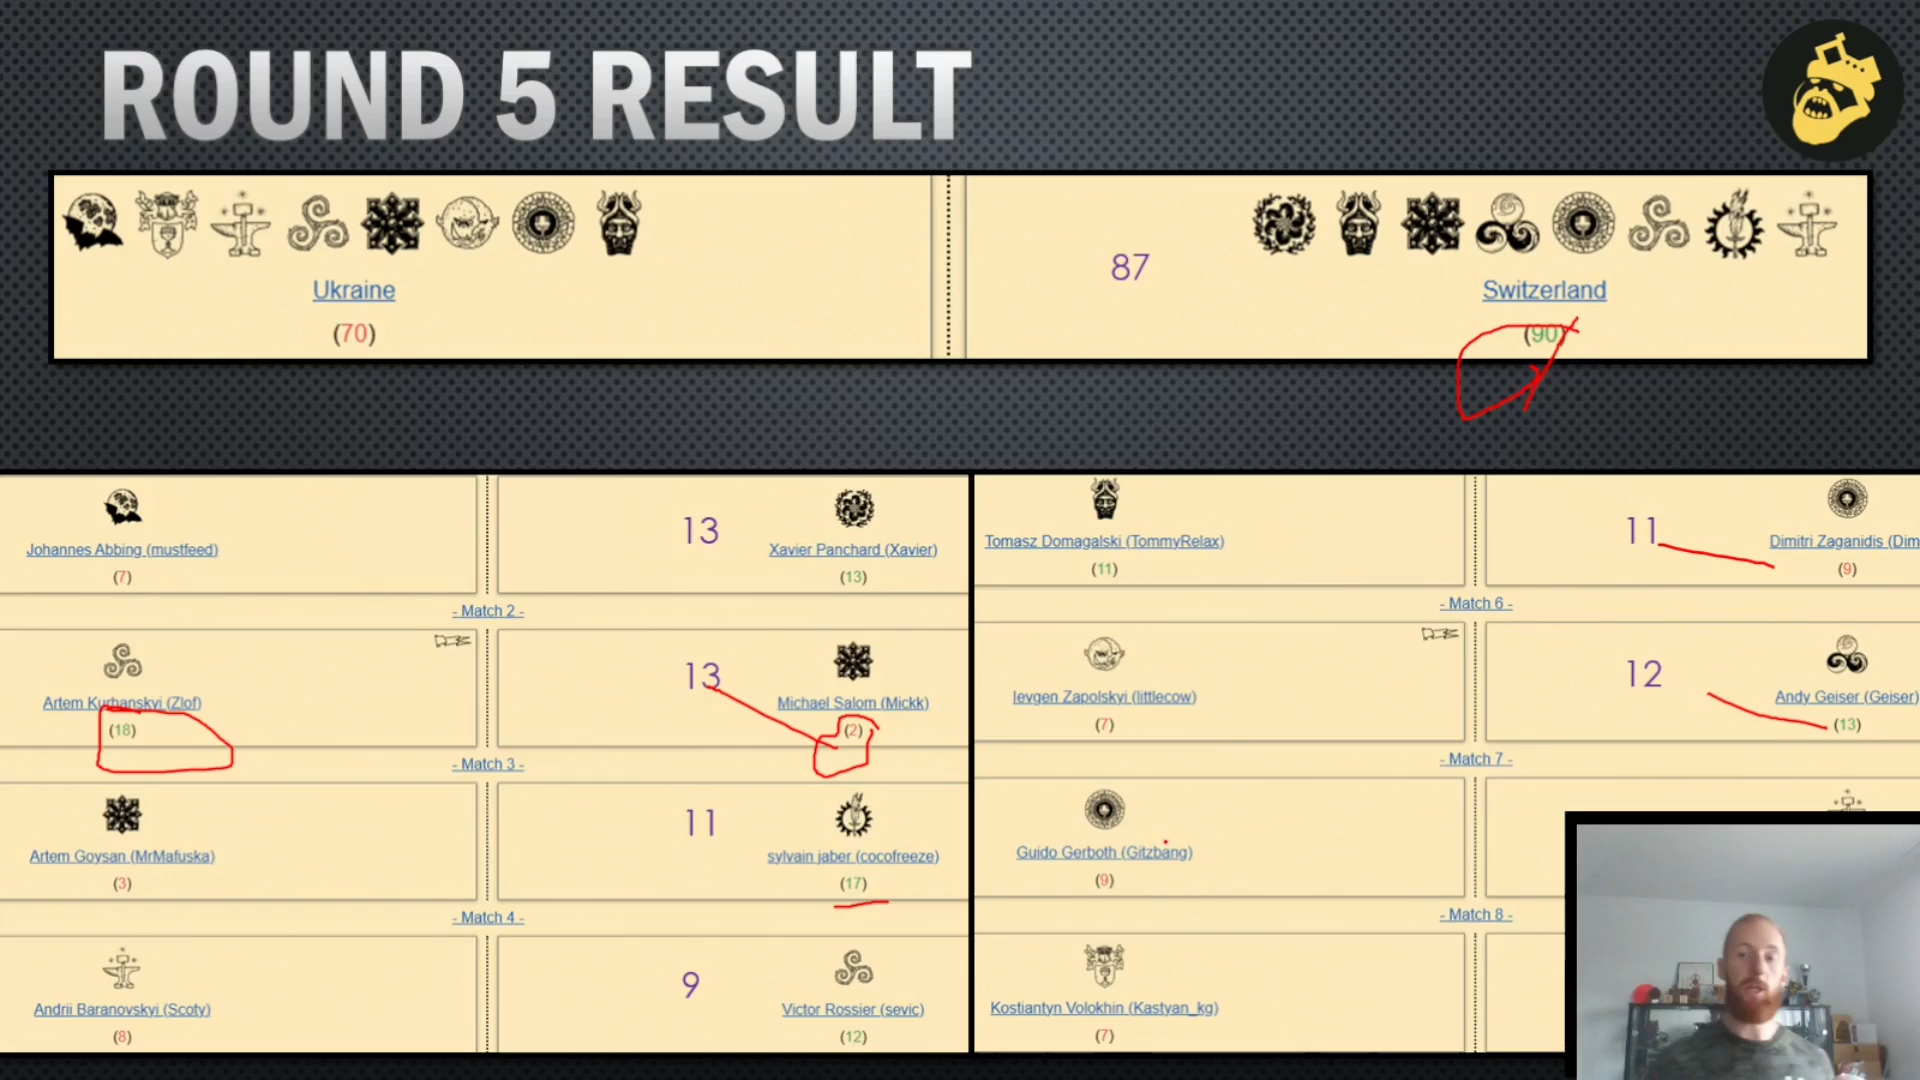 ROUND 5 RESULT
Ukraine
(70)
87
Switzerland
(90)
13
Johannes Abbing (mustfeed)
(7)
Xavier Panchard (Xavier)
(13)
- Match 2 -
13
Artem Kurbanskyi (Zlof)
(18)
Michael Salom (Mickk)
(2)
- Match 3 -
11
Artem Goysan (MrMafuska)
(3)
sylvain jaber (cocofreeze)
(17)
- Match 4 -
9
Andrii Baranovskyi (Scoty)
(8)
Victor Rossier (sevic)
(12)
11
Tomasz Domagalski (TommyRelax)
(11)
Dimitri Zaganidis (Dim
(9)
- Match 6 -
12
Ievgen Zapolskyi (littlecow)
(7)
Andy Geiser (Geiser)
(13)
- Match 7 -
Guido Gerboth (Gitzbang)
(9)
- Match 8 -
Kostiantyn Volokhin (Kastyan_kg)
(7)